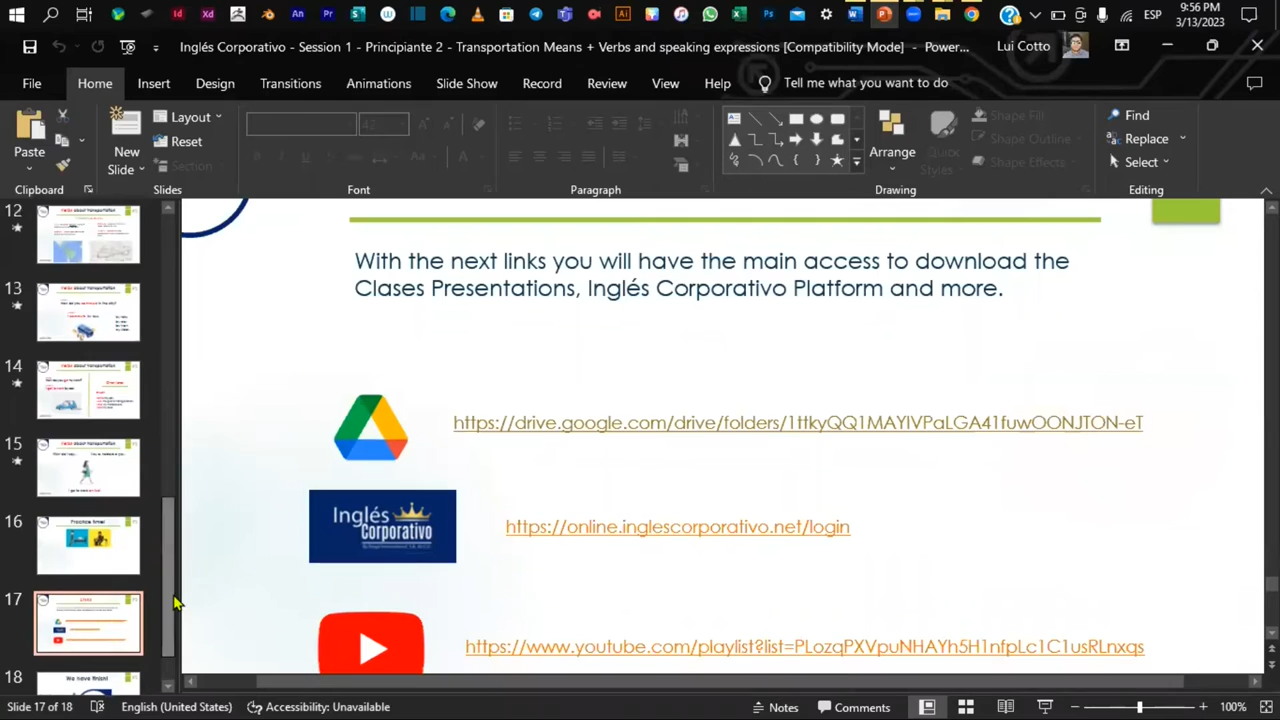 ESP
9:56 PM
3/13/2023
Inglés Corporativo - Session 1 - Principiante 2 - Transportation Means + Verbs and speaking expressions [Compatibility Mode] - Power...
Lui Cotto
File
Home
Insert
Design
Transitions
Animations
Slide Show
Record
Review
View
Help
Tell me what you want to do
Paste
New
Slide
Layout
Reset
Section
42
Arrange
Quick
Styles
Shape Fill
Shape Outline
Shape Effects
Find
Replace
Select
Clipboard
Slides
Font
Paragraph
Drawing
Editing
12
13
14
15
16
Practice time!
17
Links
18
We have finish!
With the next links you will have the main access to download the
Clases Presentations, Inglés Corporativo Platform and more.
https://drive.google.com/drive/folders/1ttkyQQ1MAYlVPaLGA41fuwOONJTON-eT
Inglés
Corporativo
https://online.inglescorporativo.net/login
https://www.youtube.com/playlist?list=PLozqPXVpuNHAYh5H1nfpLc1C1usRLnxqs
Slide 17 of 18
English (United States)
Accessibility: Unavailable
Notes
Comments
100%